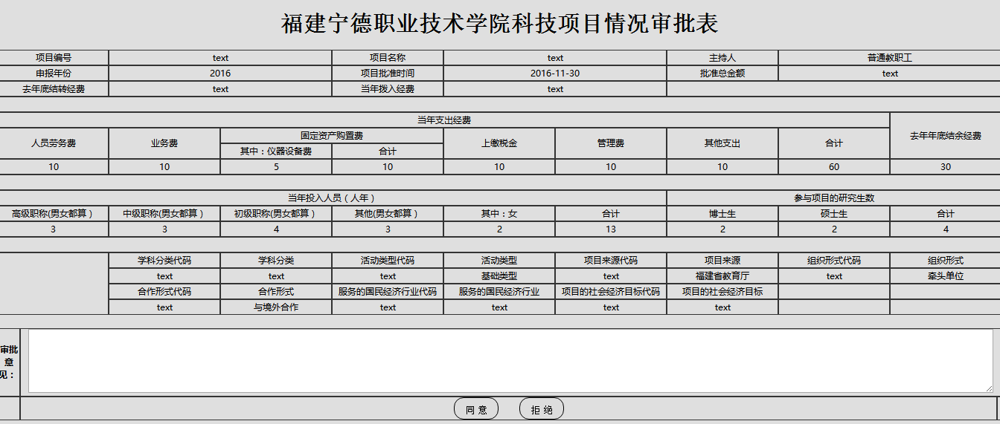 福建宁德职业技术学院科技项目情况审批表
项目编号 text 项目名称 text 主持人 普通教职工
申报年份 2016 项目批准时间 2016-11-30 批准总金额 text
去年底结转经费 text 当年拨入经费 text
当年支出经费 去年年底结余经费
人员劳务费 业务费 固定资产购置费 上缴税金 管理费 其他支出 合计
其中：仪器设备费 合计
10 10 5 10 10 10 10 60 30
当年投入人员（人年） 参与项目的研究生数
高级职称(男女都算） 中级职称(男女都算） 初级职称(男女都算） 其他(男女都算） 其中：女 合计 博士生 硕士生 合计
3 3 4 3 2 13 2 2 4
学科分类代码 学科分类 活动类型代码 活动类型 项目来源代码 项目来源 组织形式代码 组织形式
text text text 基础类型 text 福建省教育厅 text 牵头单位
合作形式代码 合作形式 服务的国民经济行业代码 服务的国民经济行业 项目的社会经济目标代码 项目的社会经济目标
text 与境外合作 text text text text
审批
意
见：
同 意 拒 绝